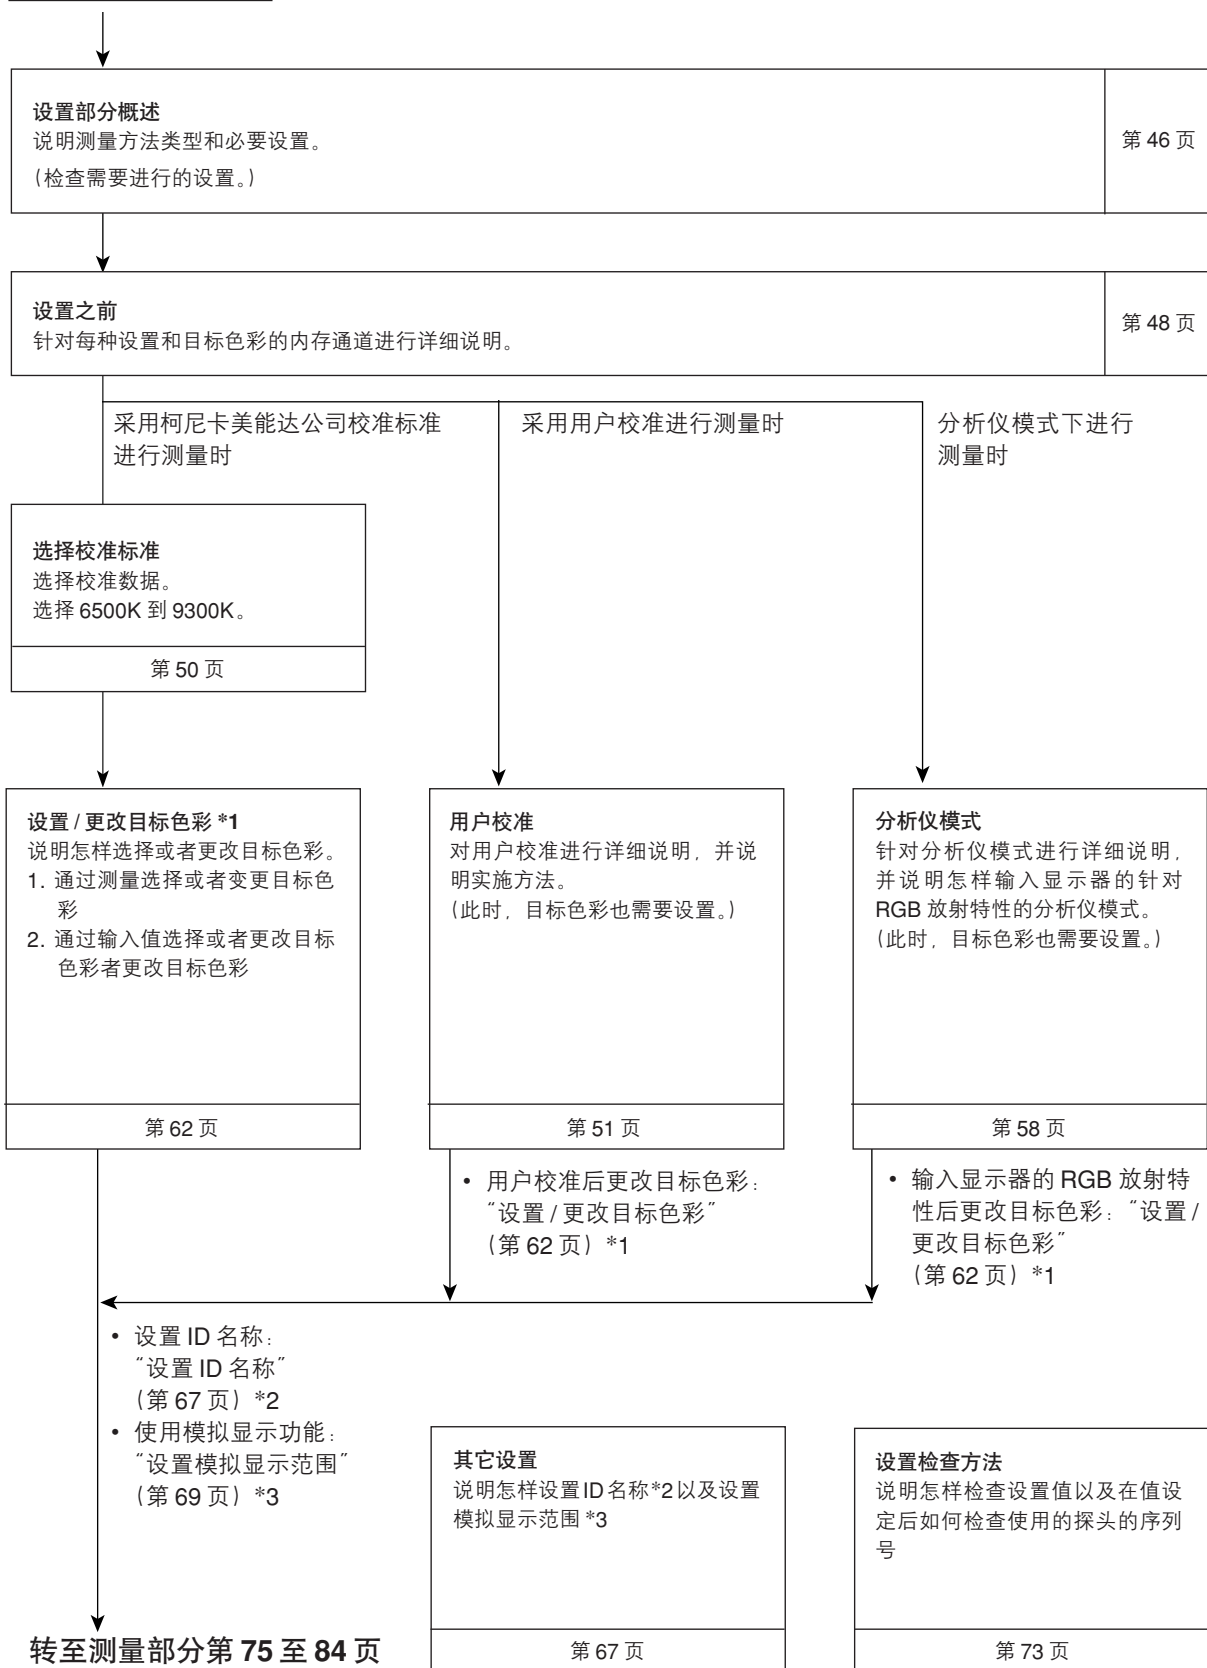 设置部分概述
说明测量方法类型和必要设置。
（检查需要进行的设置。）
第 46 页
设置之前
针对每种设置和目标色彩的内存通道进行详细说明。
第 48 页
采用柯尼卡美能达公司校准标准
进行测量时
采用用户校准进行测量时
分析仪模式下进行
测量时
选择校准标准
选择校准数据。
选择 6500K 到 9300K。
第 50 页
设置 / 更改目标色彩 *1
说明怎样选择或者更改目标色彩。
1. 通过测量选择或者变更目标色
彩
2. 通过输入值选择或者更改目标
色彩者更改目标色彩
第 62 页
用户校准
对用户校准进行详细说明，并说
明实施方法。
（此时，目标色彩也需要设置。）
第 51 页
分析仪模式
针对分析仪模式进行详细说明，
并说明怎样输入显示器的针对
RGB 放射特性的分析仪模式。
（此时，目标色彩也需要设置。）
第 58 页
• 用户校准后更改目标色彩：
“设置 / 更改目标色彩”
（第 62 页）*1
• 输入显示器的 RGB 放射特
性后更改目标色彩：“设置 /
更改目标色彩”
（第 62 页）*1
• 设置 ID 名称：
“设置 ID 名称”
（第 67 页）*2
• 使用模拟显示功能：
“设置模拟显示范围”
（第 69 页）*3
转至测量部分第 75 至 84 页
其它设置
说明怎样设置ID名称*2以及设置
模拟显示范围 *3
第 67 页
设置检查方法
说明怎样检查设置值以及在值设
定后如何检查使用的探头的序列
号
第 73 页